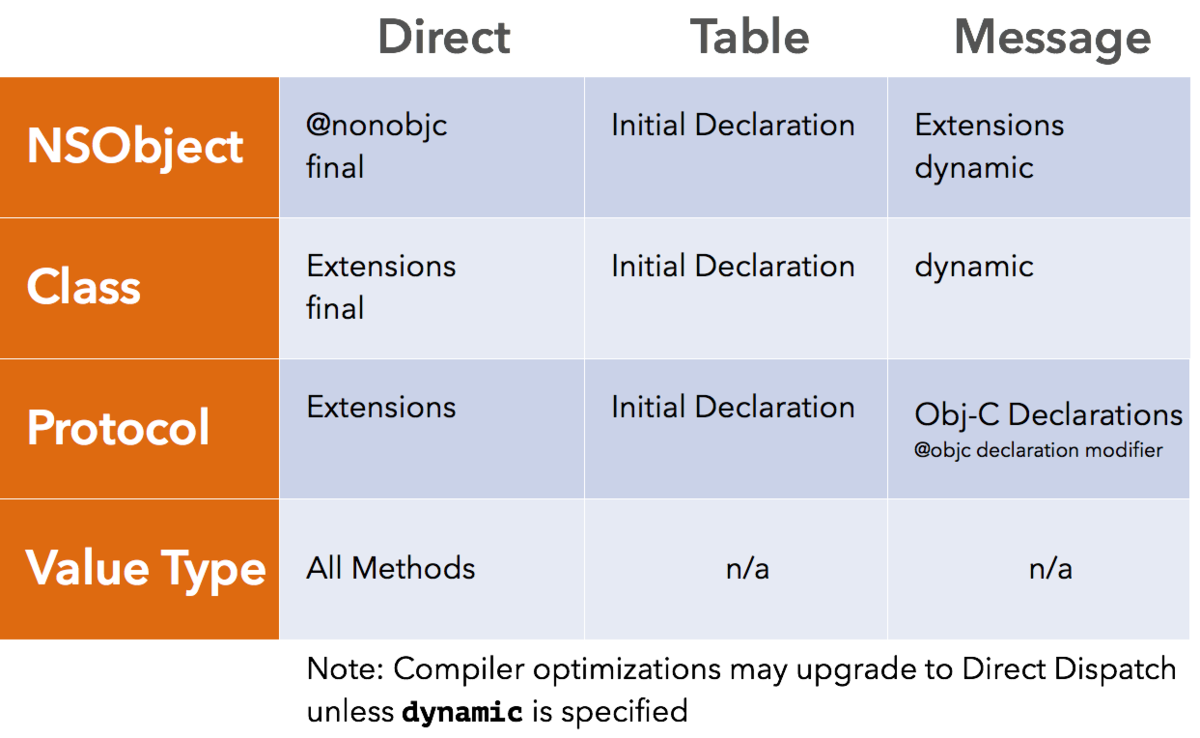 Direct Table Message
NSObject
@nonobjc
final
Initial Declaration
Extensions
dynamic
Class
Extensions
final
Initial Declaration
dynamic
Protocol
Extensions
Initial Declaration
Obj-C Declarations
@objc declaration modifier
Value Type
All Methods
n/a
n/a
Note: Compiler optimizations may upgrade to Direct Dispatch
unless dynamic is specified